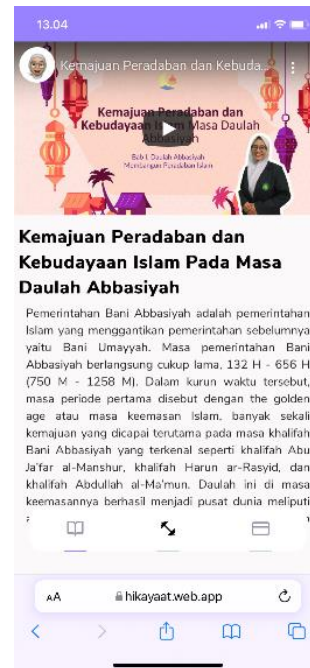 13.04
Kemajuan Peradaban dan Kebuda...
Kemajuan Peradaban dan
Kebudayaan Islam Masa Daulah
Abbasiyah
Bab I. Daulah Abbasiyah
Membangun Peradaban Islam
Kemajuan Peradaban dan
Kebudayaan Islam Pada Masa
Daulah Abbasiyah
Pemerintahan Bani Abbasiyah adalah pemerintahan
Islam yang menggantikan pemerintahan sebelumnya
yaitu Bani Umayyah. Masa pemerintahan Bani
Abbasiyah berlangsung cukup lama, 132 H - 656 H
(750 M - 1258 M). Dalam kurun waktu tersebut,
masa periode pertama disebut dengan the golden
age atau masa keemasan Islam, banyak sekali
kemajuan yang dicapai terutama pada masa khalifah
Bani Abbasiyah yang terkenal seperti khalifah Abu
Ja'far al-Manshur, khalifah Harun ar-Rasyid, dan
khalifah Abdullah al-Ma'mun. Daulah ini di masa
keemasannya berhasil menjadi pusat dunia meliputi
AA hikayaat.web.app